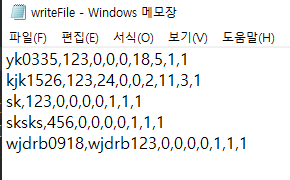 writeFile - Windows 메모장
파일(F) 편집(E) 서식(O) 보기(V) 도움말(H)
yk0335,123,0,0,0,18,5,1,1
kjk1526,123,24,0,0,2,11,3,1
sk,123,0,0,0,0,1,1,1
sksks,456,0,0,0,0,1,1,1
wjdrb0918,wjdrb123,0,0,0,0,1,1,1